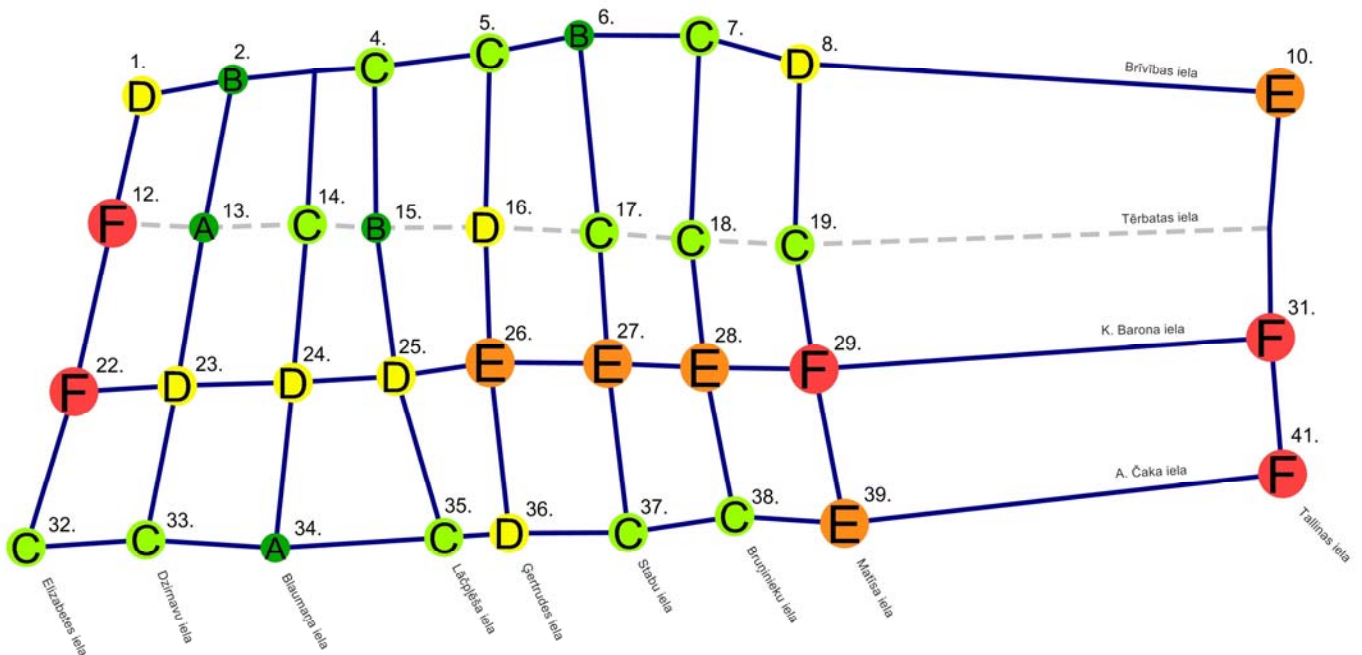 1. D
2. B
4. C
5. C
6. B
7. C
8. D
Brīvības iela
10. E
12. F
13. A
14. C
15. B
16. D
17. C
18. C
19. C
Tērbatas iela
22. F
23. D
24. D
25. D
26. E
27. E
28. E
29. F
K. Barona iela
31. F
32. C
33. C
34. A
35. C
36. D
37. C
38. C
39. E
A. Čaka iela
41. F
Elizabetes iela
Dzirnavu iela
Blaumaņa iela
Lāčplēša iela
Ģertrudes iela
Stabu iela
Bruņinieku iela
Matīsa iela
Tallinas iela